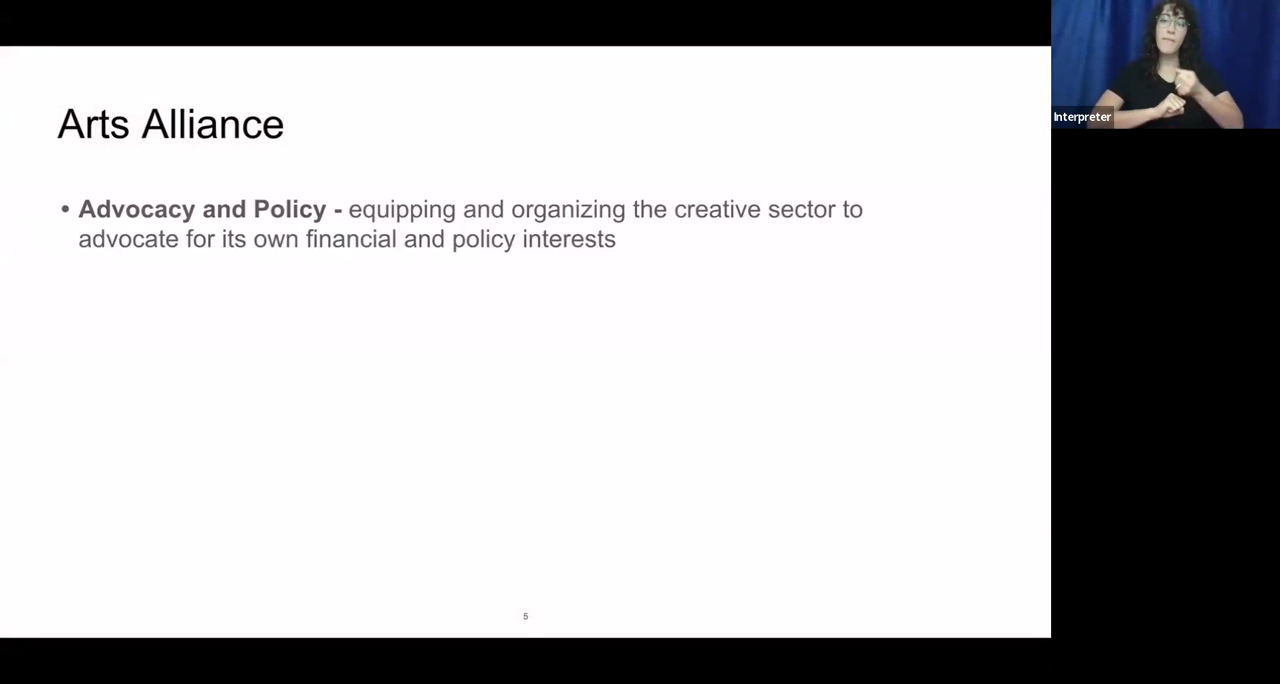 Arts Alliance
• Advocacy and Policy - equipping and organizing the creative sector to
advocate for its own financial and policy interests
5
Interpreter